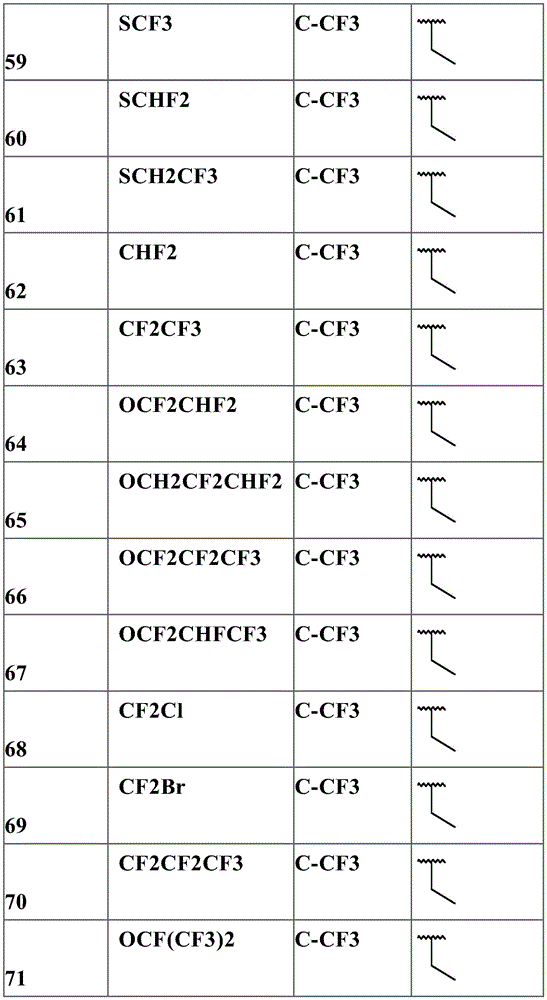 59 SCF3 C-CF3
60 SCHF2 C-CF3
61 SCH2CF3 C-CF3
62 CHF2 C-CF3
63 CF2CF3 C-CF3
64 OCF2CHF2 C-CF3
65 OCH2CF2CHF2 C-CF3
66 OCF2CF2CF3 C-CF3
67 OCF2CHFCF3 C-CF3
68 CF2Cl C-CF3
69 CF2Br C-CF3
70 CF2CF2CF3 C-CF3
71 OCF(CF3)2 C-CF3